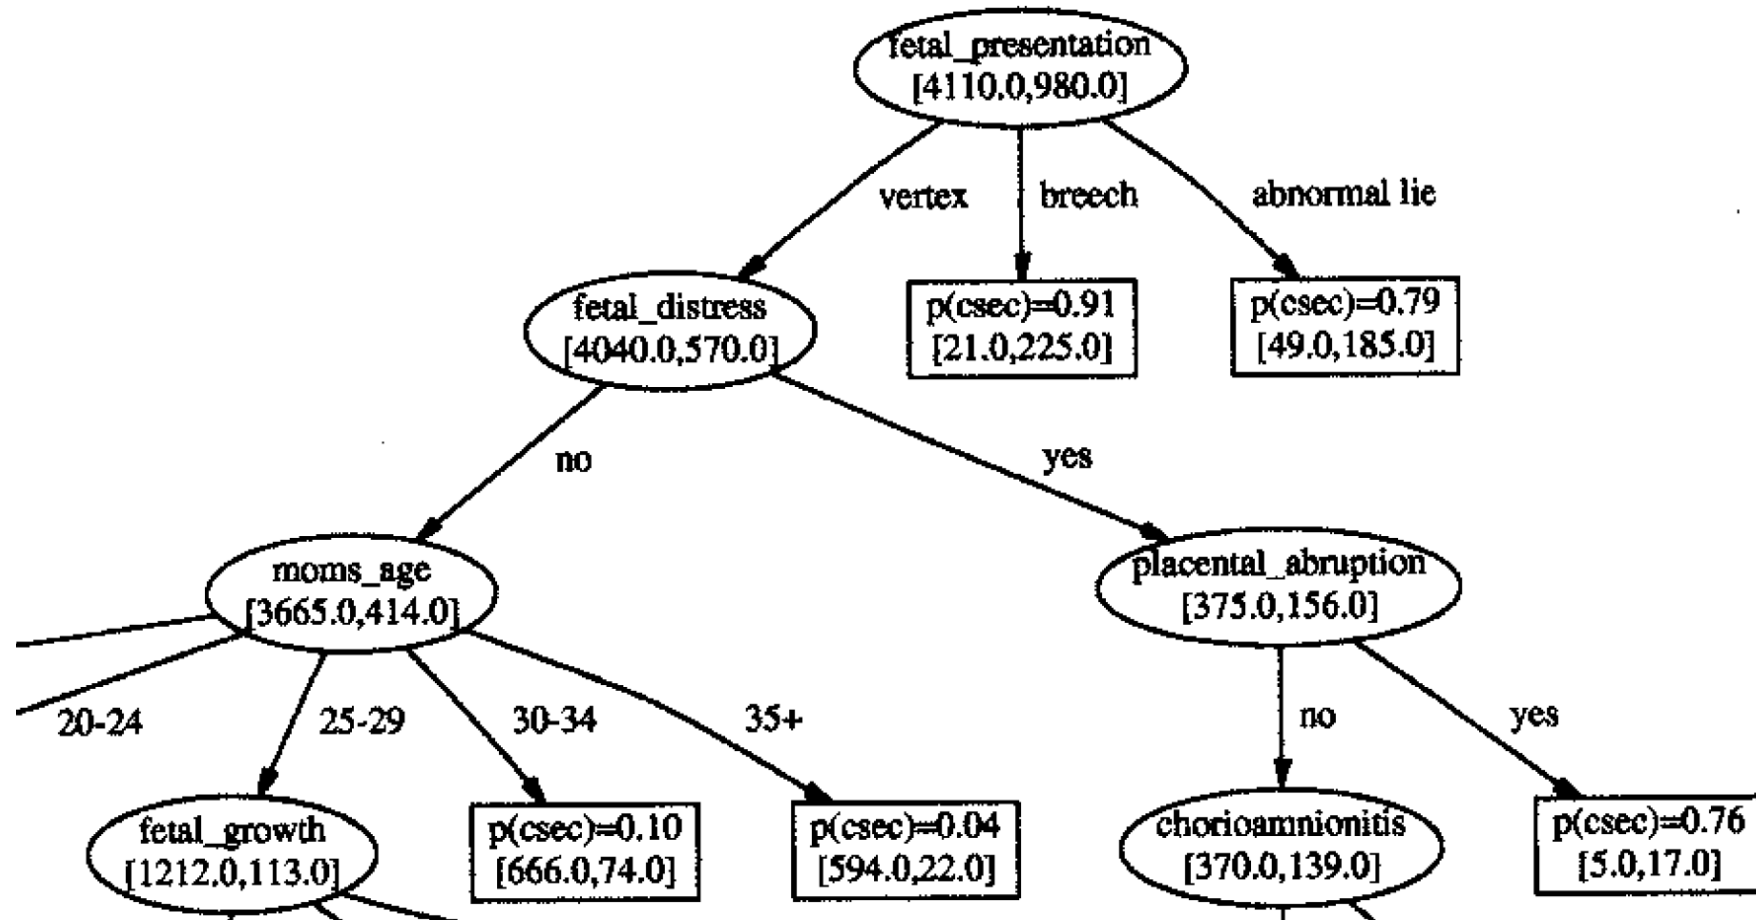 fetal_presentation
[4110.0,980.0]
vertex
breech
abnormal lie
fetal_distress
[4040.0,570.0]
p(csec)=0.91
[21.0,225.0]
p(csec)=0.79
[49.0,185.0]
no
yes
moms_age
[3665.0,414.0]
placental_abruption
[375.0,156.0]
20-24
25-29
30-34
35+
no
yes
fetal_growth
[1212.0,113.0]
p(csec)=0.10
[666.0,74.0]
p(csec)=0.04
[594.0,22.0]
chorioamnionitis
[370.0,139.0]
p(csec)=0.76
[5.0,17.0]